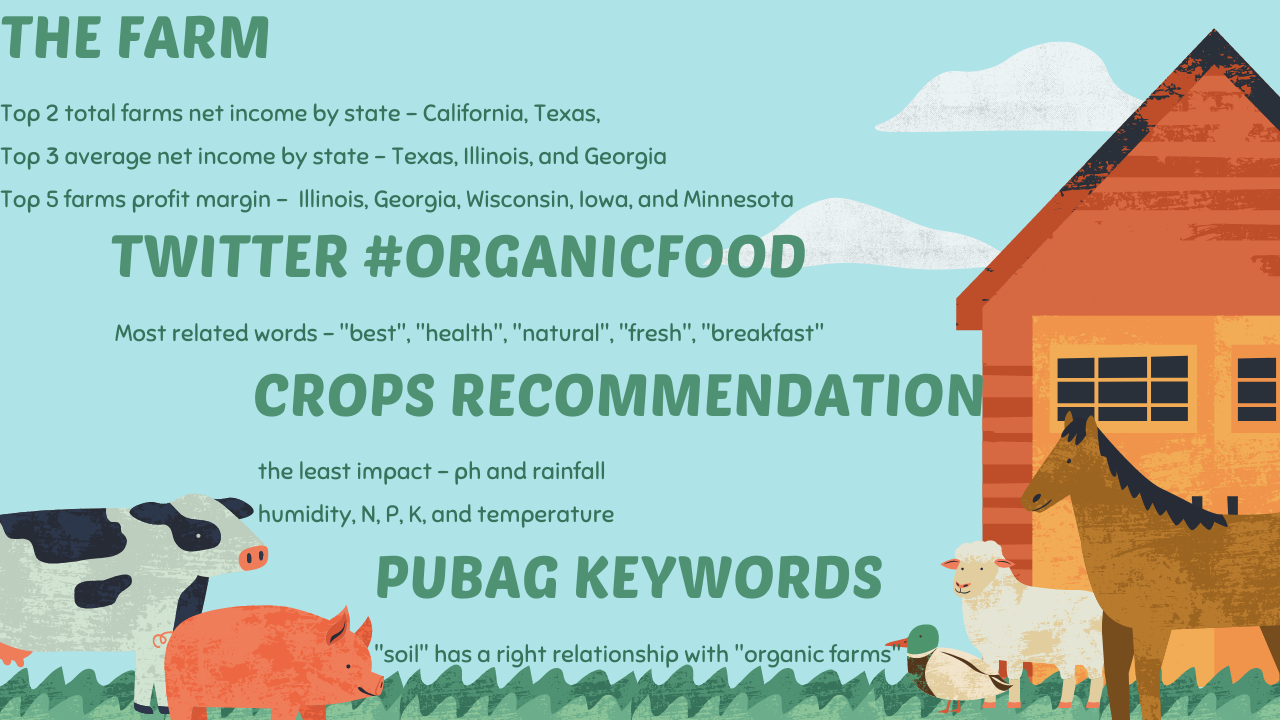 THE FARM
Top 2 total farms net income by state – California, Texas,
Top 3 average net income by state – Texas, Illinois, and Georgia
Top 5 farms profit margin –  Illinois, Georgia, Wisconsin, Iowa, and Minnesota
TWITTER #ORGANICFOOD
Most related words – "best", "health", "natural", "fresh", "breakfast"
CROPS RECOMMENDATION
the least impact – ph and rainfall
humidity, N, P, K, and temperature
PUBAG KEYWORDS
"soil" has a right relationship with "organic farms"